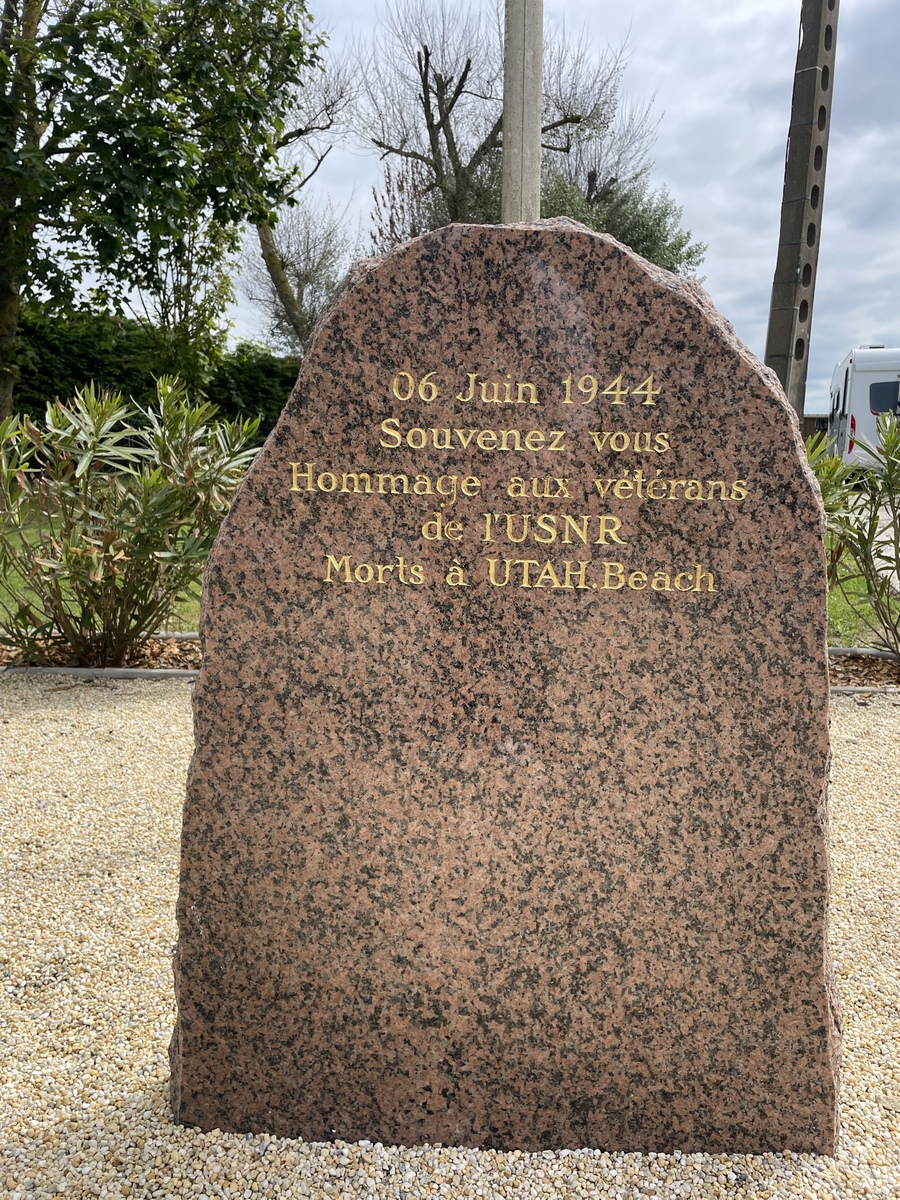 06 Juin 1944
Souvenez vous
Hommage aux vétérans
de l'USNR
Morts à UTAH.Beach